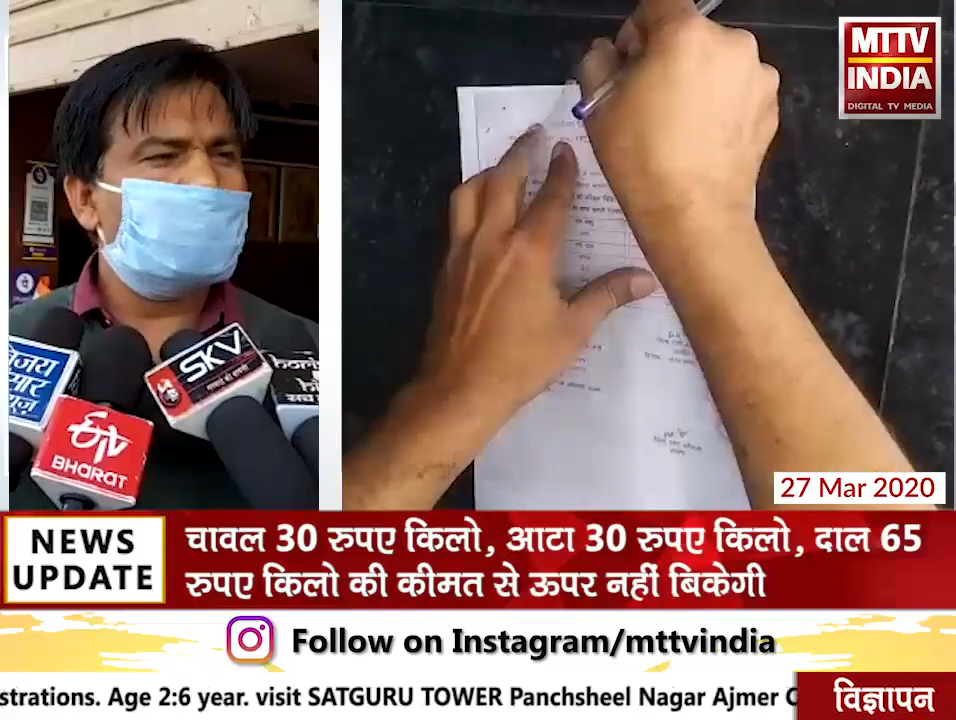 MTTV
INDIA
DIGITAL TV MEDIA
SKV
ETV
BHARAT
27 Mar 2020
NEWS
UPDATE
चावल 30 रुपए किलो, आटा 30 रुपए किलो, दाल 65
रुपए किलो की कीमत से ऊपर नहीं बिकेगी
Follow on Instagram/mttvindia
strations. Age 2:6 year. visit SATGURU TOWER Panchsheel Nagar Ajmer
विज्ञापन